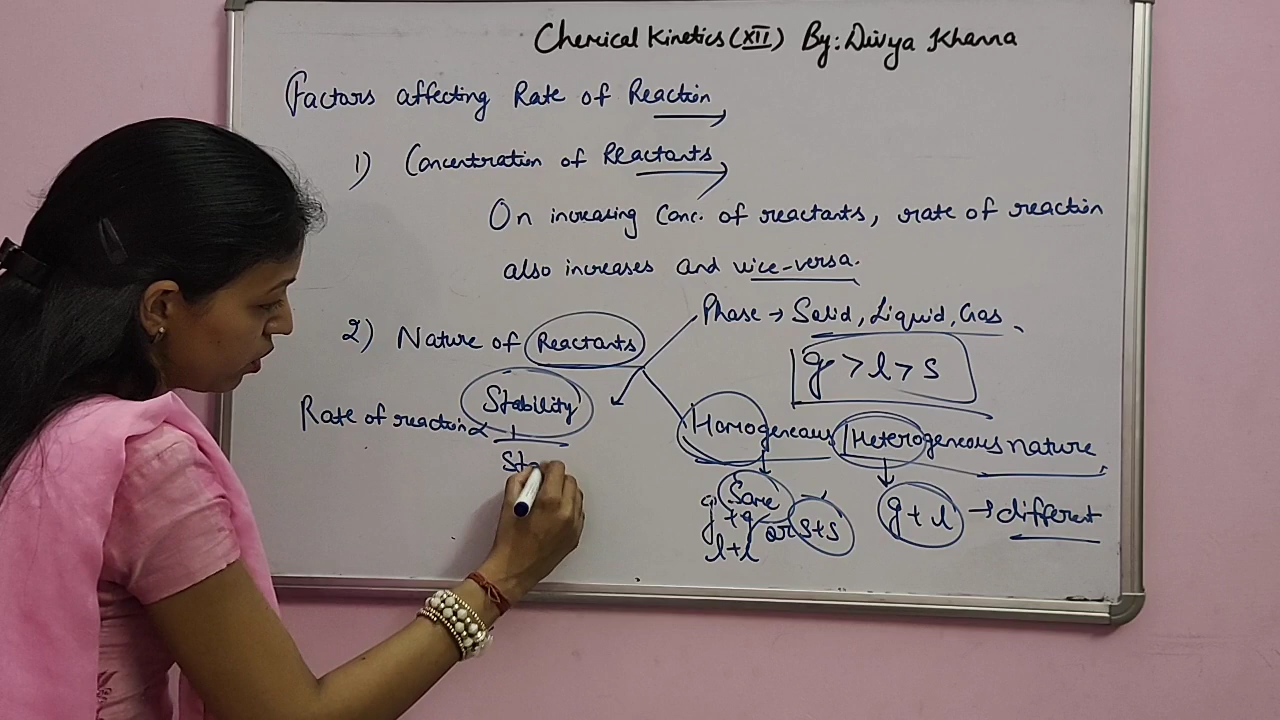 Chemical Kinetics (XII) By: Divya Khanna
Factors affecting Rate of Reaction
1) Concentration of Reactants
On increasing Conc. of reactants, rate of reaction
also increases and vice-versa.
Phase → Solid, Liquid, Gas
2) Nature of Reactants
g > l > s
Stability
Rate of reaction ∝ 1
St
Homogeneous / Heterogeneous nature
Same
g + g or s+s
l+l
g + l → different